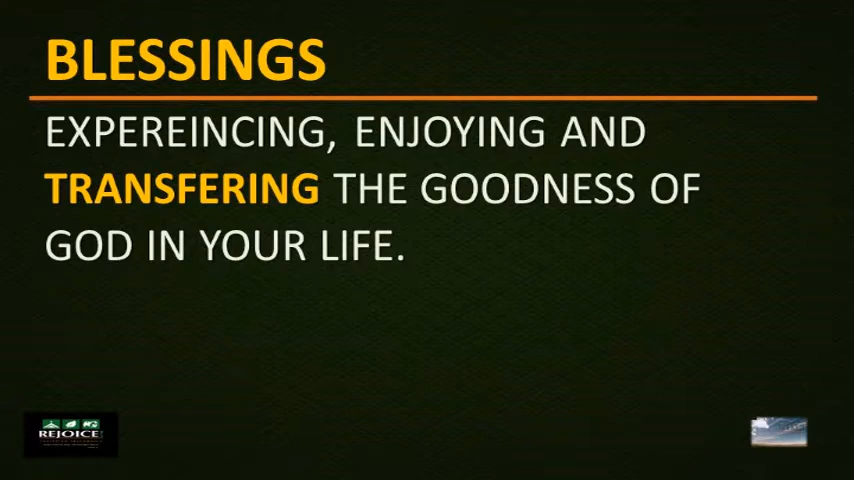 BLESSINGS
EXPEREINCING, ENJOYING AND
TRANSFERING THE GOODNESS OF
GOD IN YOUR LIFE.
REJOICE